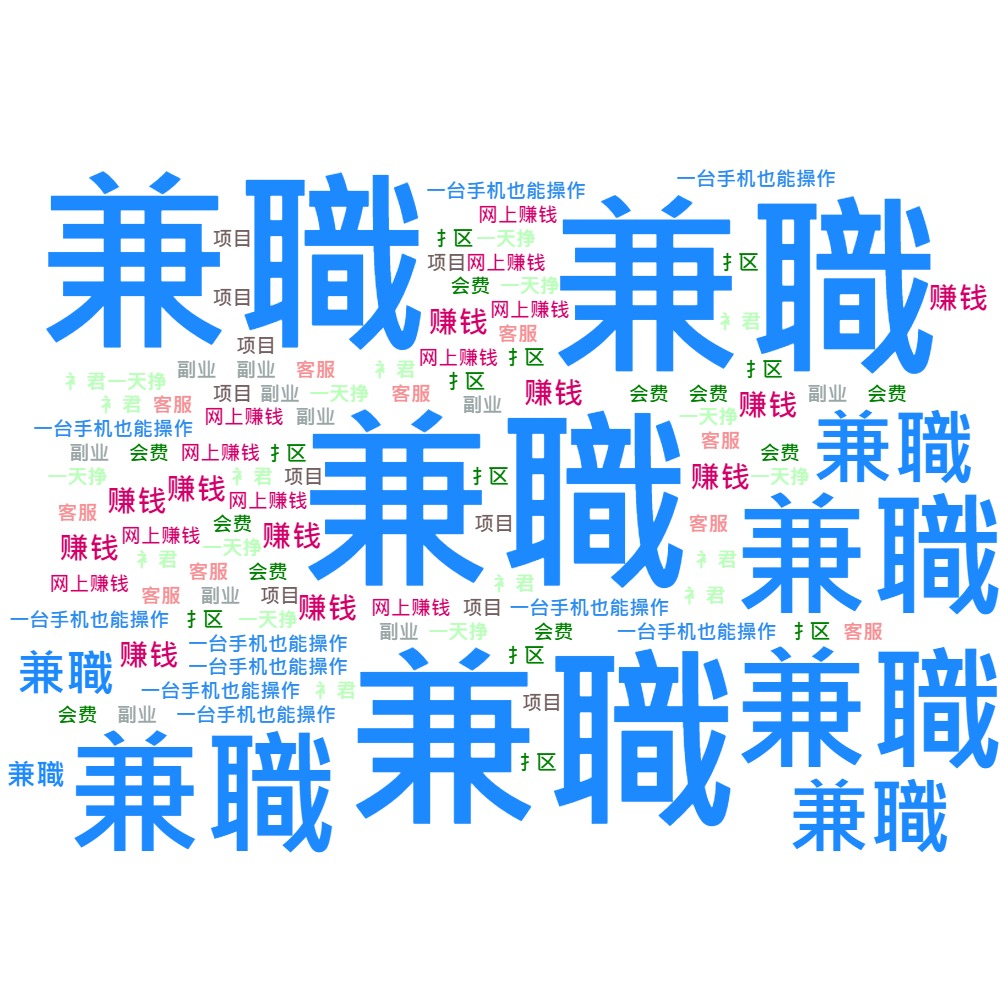 一台手机也能操作
兼職
一台手机也能操作
兼職
网上赚钱
项目
扌区
一天挣
项目
网上赚钱
扌区
会费
一天挣
项目
赚钱
网上赚钱
赚钱
礻君
客服
项目
网上赚钱
扌区
副业
副业
客服
礻君
扌区
礻君
一天挣
扌区
项目
副业
一天挣
客服
赚钱
会费
会费
副业
会费
礻君
客服
副业
赚钱
网上赚钱
副业
一天挣
一台手机也能操作
兼職
兼職
客服
副业
会费
网上赚钱
扌区
会费
一天挣
礻君
项目
扌区
赚钱
一天挣
赚钱
赚钱
网上赚钱
兼職
客服
会费
项目
客服
赚钱
网上赚钱
赚钱
一天挣
礻君
礻君
客服
会费
网上赚钱
礻君
客服
副业
项目
赚钱
网上赚钱
项目
一台手机也能操作
礻君
一台手机也能操作
扌区
一天挣
副业
一天挣
会费
一台手机也能操作
扌区
客服
一台手机也能操作
赚钱
扌区
兼職
一台手机也能操作
兼職
兼職
一台手机也能操作
礻君
项目
会费
副业
一台手机也能操作
兼職
兼職
扌区
兼職